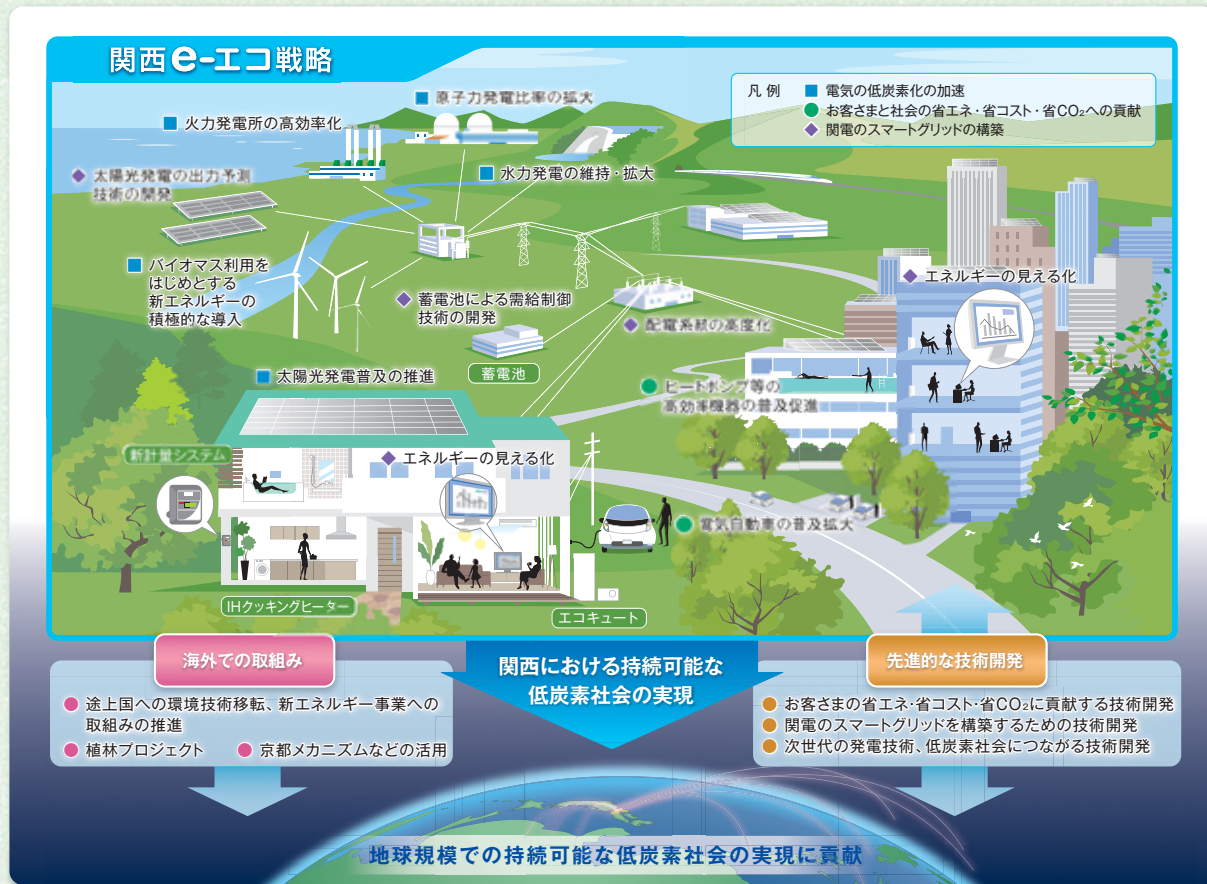 関西e-エコ戦略
凡例
■ 電気の低炭素化の加速
● お客さまと社会の省エネ・省コスト・省CO₂への貢献
◆ 関電のスマートグリッドの構築
■ 原子力発電比率の拡大
■ 火力発電所の高効率化
■ 水力発電の維持・拡大
◆ 太陽光発電の出力予測
技術の開発
■ バイオマス利用を
はじめとする
新エネルギーの
積極的な導入
◆ 蓄電池による需給制御
技術の開発
蓄電池
◆ エネルギーの見える化
◆ 配電系統の高度化
■ 太陽光発電普及の推進
● ヒートポンプ等の
高効率機器の普及促進
新計量システム
◆ エネルギーの見える化
● 電気自動車の普及拡大
IHクッキングヒーター
エコキュート
海外での取組み
● 途上国への環境技術移転、新エネルギー事業への
取組みの推進
● 植林プロジェクト ● 京都メカニズムなどの活用
関西における持続可能な
低炭素社会の実現
先進的な技術開発
● お客さまの省エネ・省コスト・省CO₂に貢献する技術開発
● 関電のスマートグリッドを構築するための技術開発
● 次世代の発電技術、低炭素社会につながる技術開発
地球規模での持続可能な低炭素社会の実現に貢献